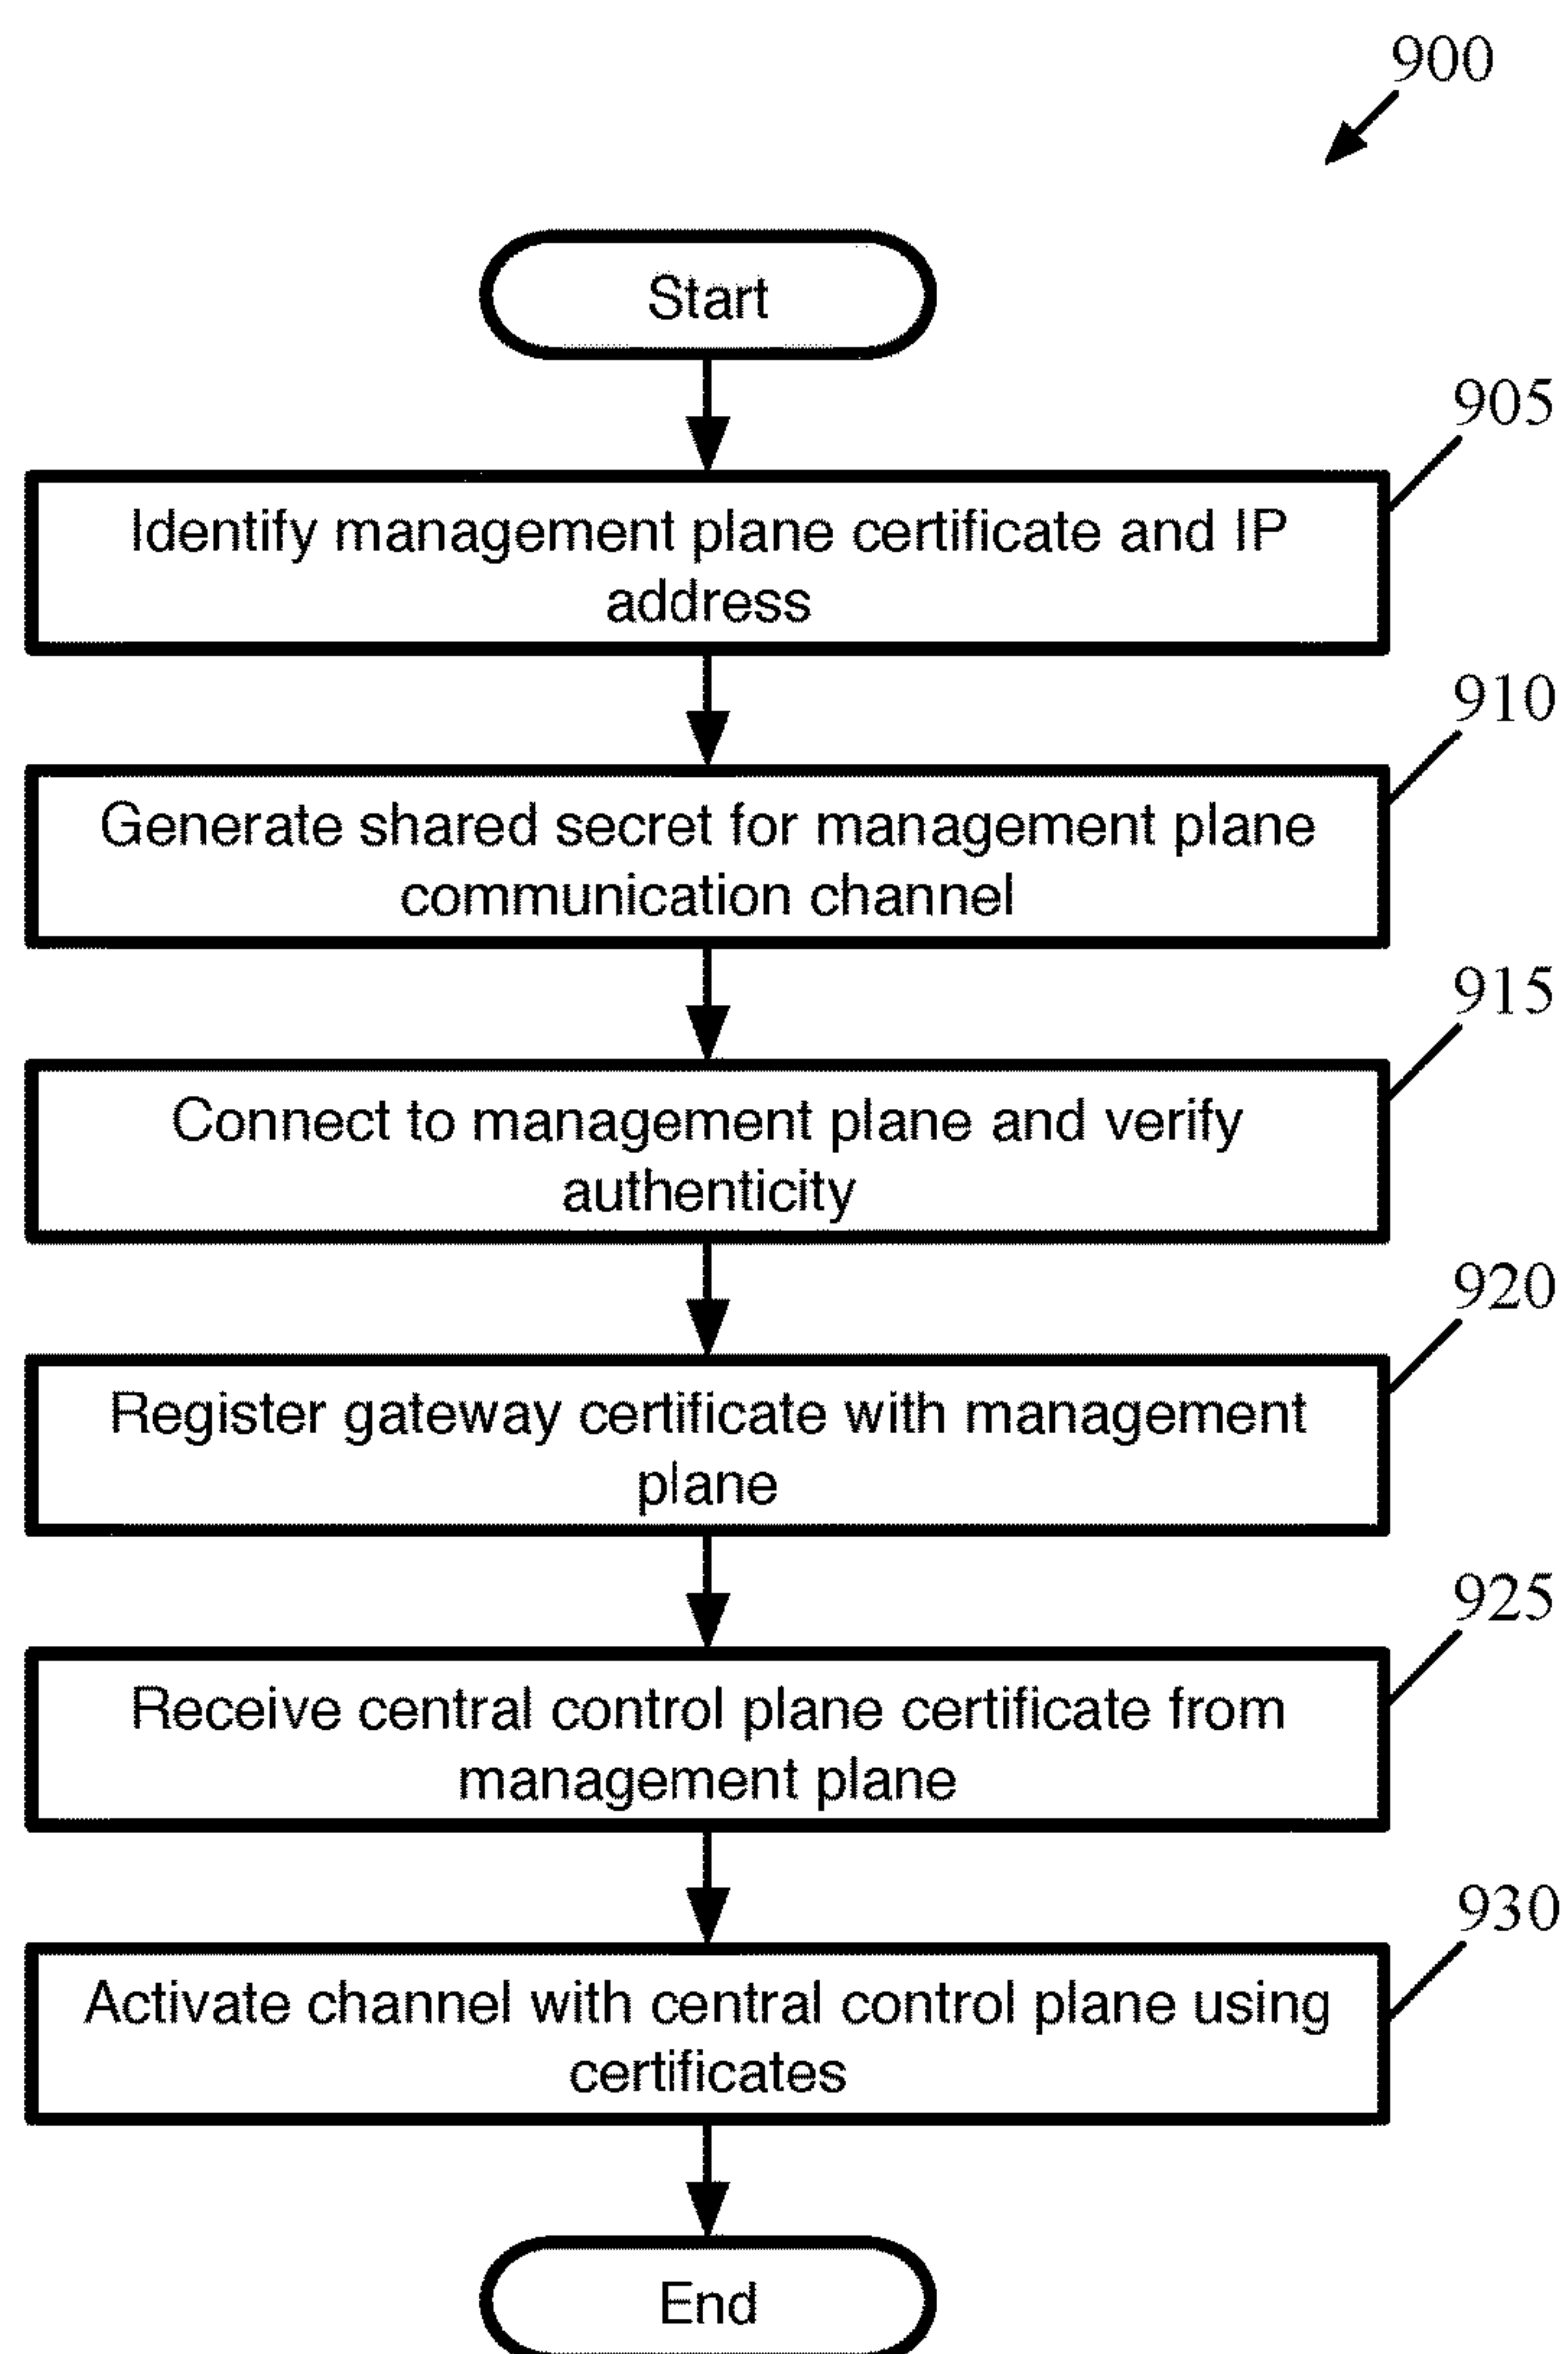 900
Start
905
Identify management plane certificate and IP
address
910
Generate shared secret for management plane
communication channel
915
Connect to management plane and verify
authenticity
920
Register gateway certificate with management
plane
925
Receive central control plane certificate from
management plane
930
Activate channel with central control plane using
certificates
End